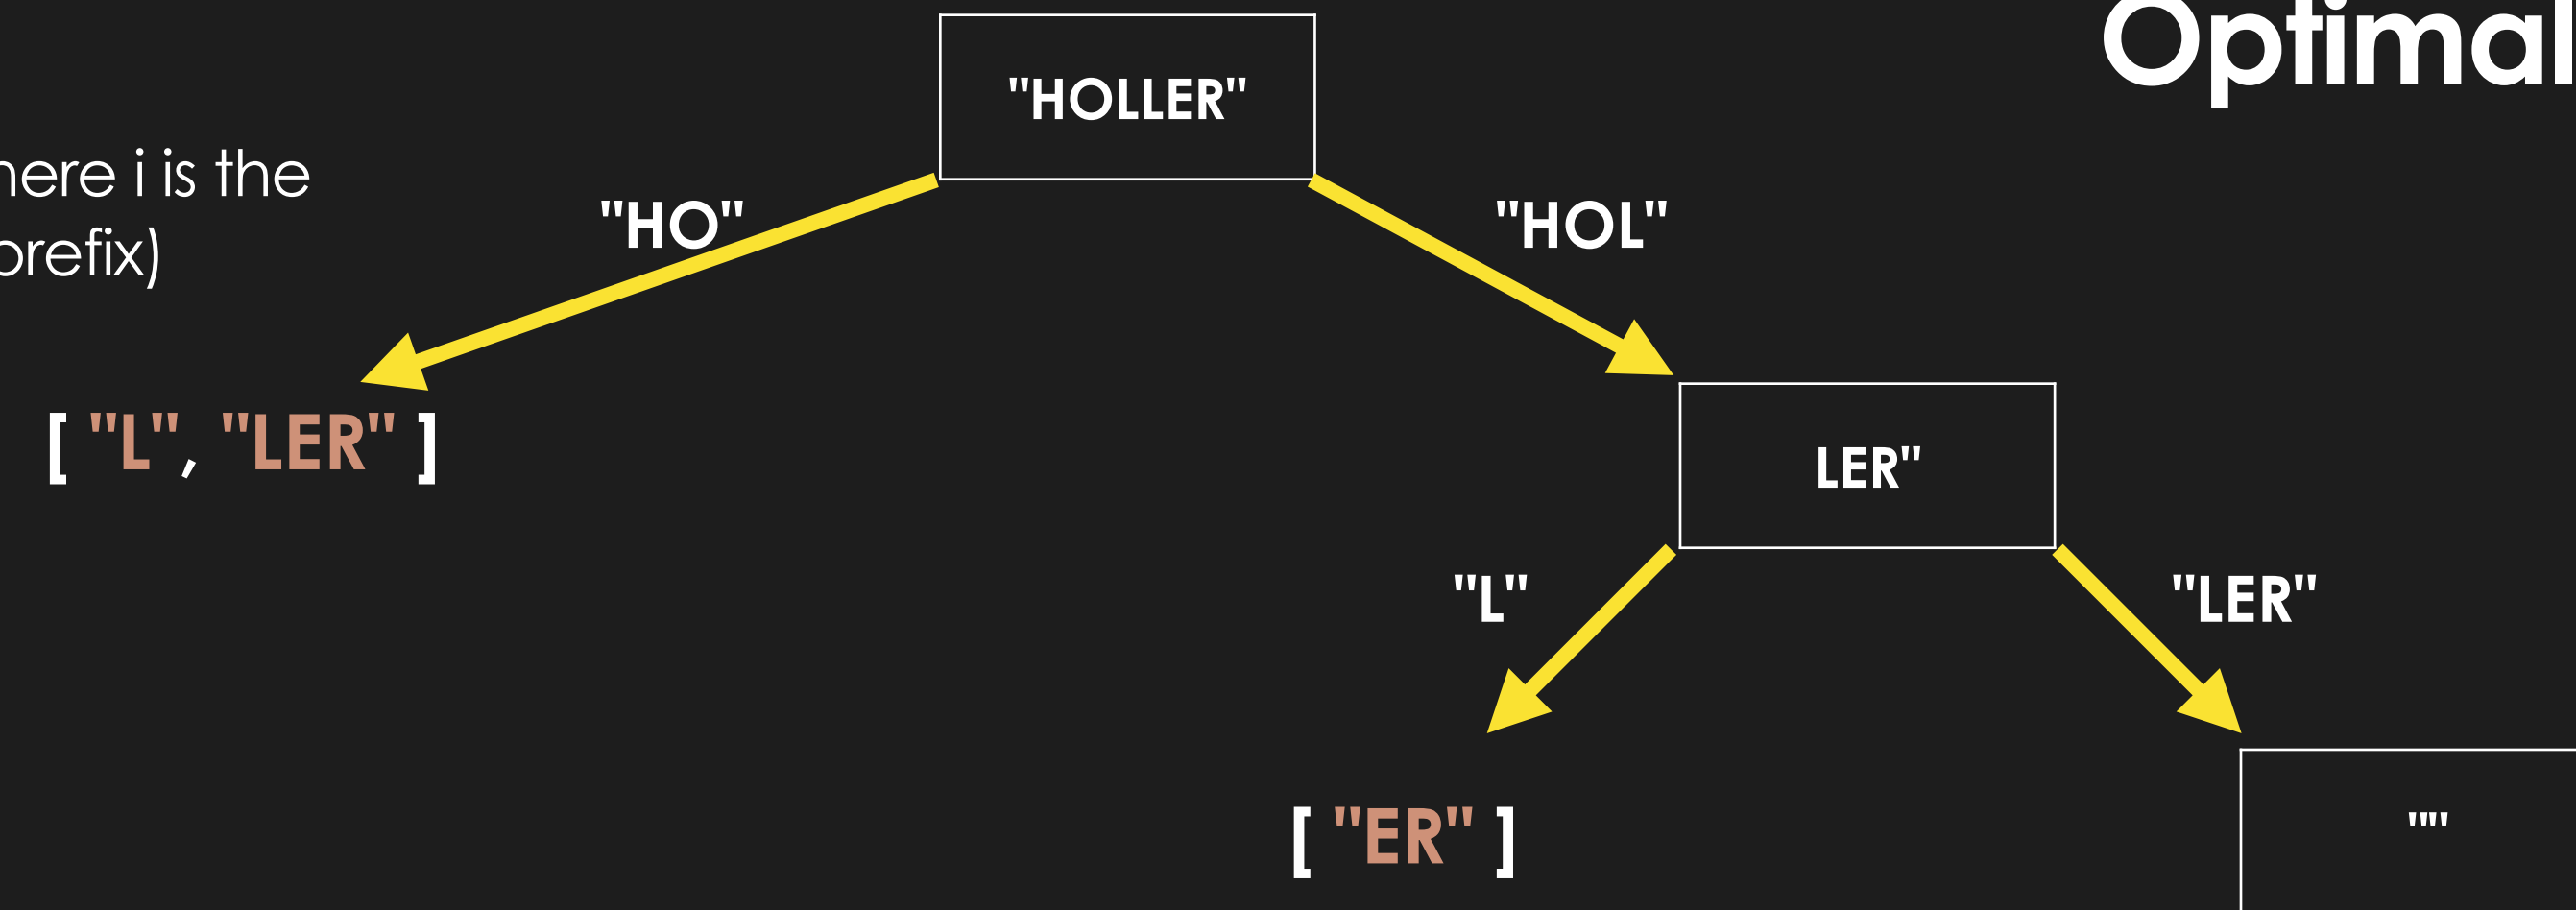 Optimal
"HOLLER"
here i is the
prefix)
"HO"
"HOL"
[ "L", "LER" ]
LER"
"L"
"LER"
[ "ER" ]
""